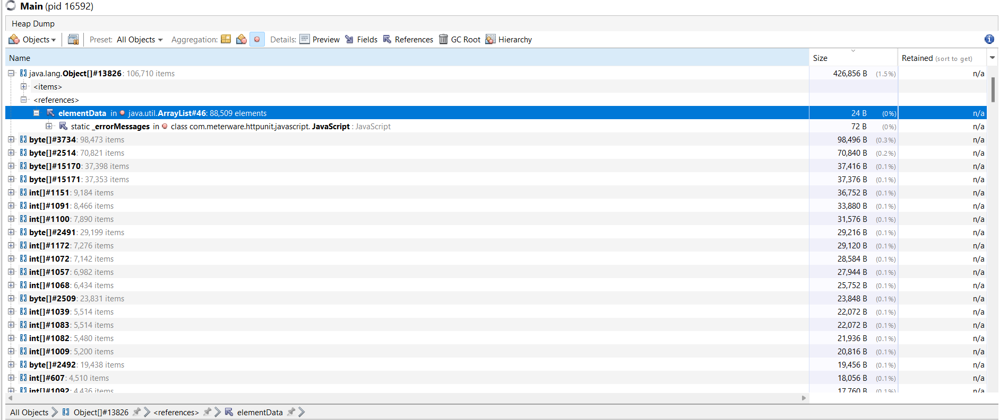 Main (pid 16592)
Heap Dump
Objects Preset: All Objects Aggregation: Details: Preview Fields References GC Root Hierarchy
Name Size Retained (sort to get)
java.lang.Object[]#13826: 106,710 items 426,856 B (1.5%) n/a
<items>
<references>
elementData in java.util.ArrayList#46: 88,509 elements 24 B (0%) n/a
static _errorMessages in class com.meterware.httpunit.javascript. JavaScript : JavaScript 72 B (0%) n/a
byte[]#3734: 98,473 items 98,496 B (0.3%) n/a
byte[]#2514: 70,821 items 70,840 B (0.2%) n/a
byte[]#15170: 37,398 items 37,416 B (0.1%) n/a
byte[]#15171: 37,353 items 37,376 B (0.1%) n/a
int[]#1151: 9,184 items 36,752 B (0.1%) n/a
int[]#1091: 8,466 items 33,880 B (0.1%) n/a
int[]#1100: 7,890 items 31,576 B (0.1%) n/a
byte[]#2491: 29,199 items 29,216 B (0.1%) n/a
int[]#1172: 7,276 items 29,120 B (0.1%) n/a
int[]#1072: 7,142 items 28,584 B (0.1%) n/a
int[]#1057: 6,982 items 27,944 B (0.1%) n/a
int[]#1068: 6,434 items 25,752 B (0.1%) n/a
byte[]#2509: 23,831 items 23,848 B (0.1%) n/a
int[]#1039: 5,514 items 22,072 B (0.1%) n/a
int[]#1083: 5,514 items 22,072 B (0.1%) n/a
int[]#1082: 5,480 items 21,936 B (0.1%) n/a
int[]#1009: 5,200 items 20,816 B (0.1%) n/a
byte[]#2492: 19,438 items 19,456 B (0.1%) n/a
int[]#607: 4,510 items 18,056 B (0.1%) n/a
int[]#1092: 4,436 items 17,760 B (0.1%) n/a
All Objects Object[]#13826 <references> elementData